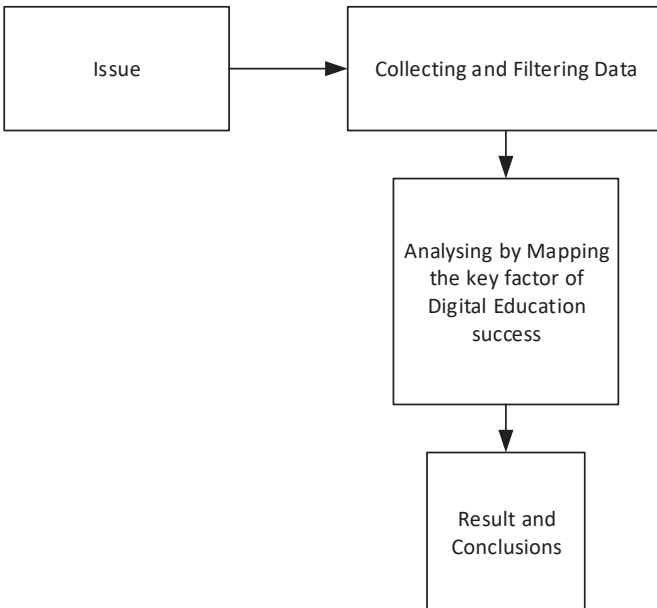 Issue
Collecting and Filtering Data
Analysing by Mapping
the key factor of
Digital Education
success
Result and
Conclusions